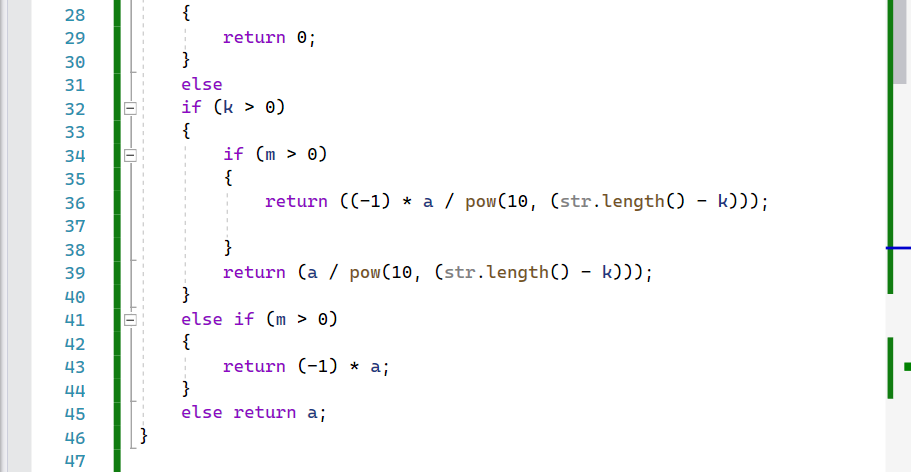 28 {
29 return 0;
30 }
31 else
32 if (k > 0)
33 {
34 if (m > 0)
35 {
36 return ((-1) * a / pow(10, (str.length() - k)));
37
38 }
39 return (a / pow(10, (str.length() - k)));
40 }
41 else if (m > 0)
42 {
43 return (-1) * a;
44 }
45 else return a;
46 }
47